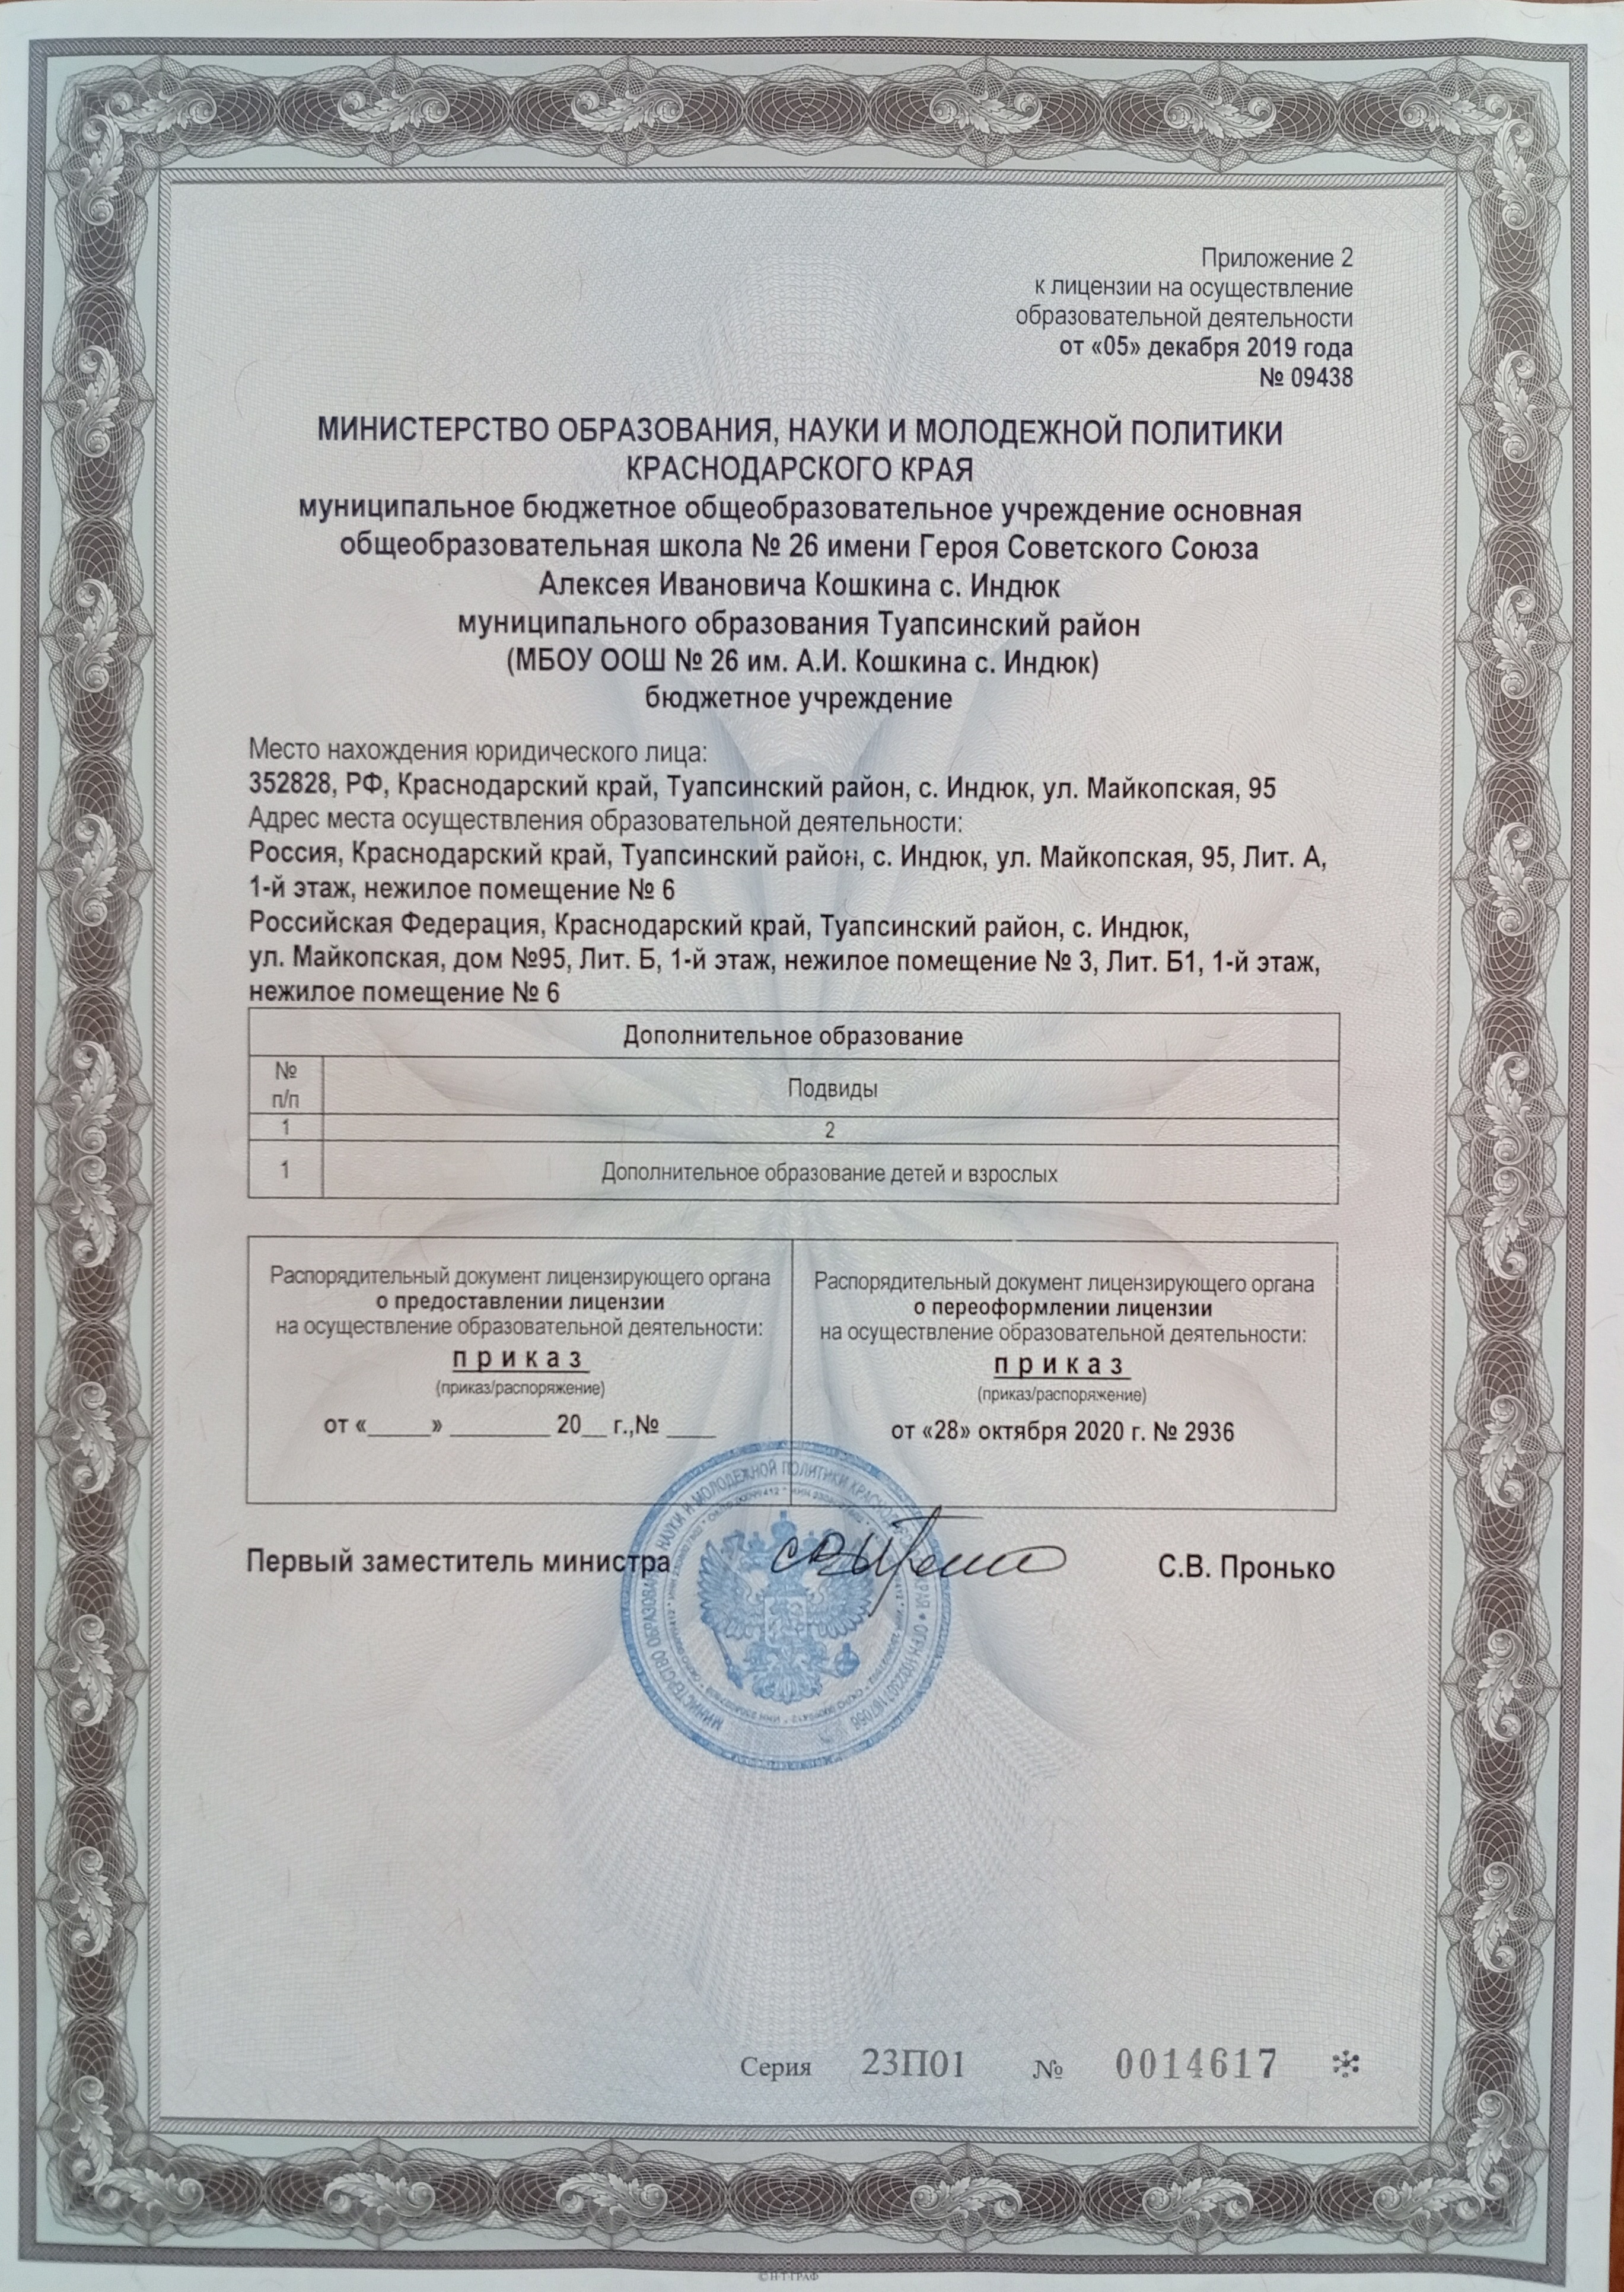 Приложение 2
к лицензии на осуществление
образовательной деятельности
от «05» декабря 2019 года
№ 09438
МИНИСТЕРСТВО ОБРАЗОВАНИЯ, НАУКИ И МОЛОДЕЖНОЙ ПОЛИТИКИ
КРАСНОДАРСКОГО КРАЯ
муниципальное бюджетное общеобразовательное учреждение основная
общеобразовательная школа № 26 имени Героя Советского Союза
Алексея Ивановича Кошкина с. Индюк
муниципального образования Туапсинский район
(МБОУ ООШ № 26 им. А.И. Кошкина с. Индюк)
бюджетное учреждение
Место нахождения юридического лица:
352828, РФ, Краснодарский край, Туапсинский район, с. Индюк, ул. Майкопская, 95
Адрес места осуществления образовательной деятельности:
Россия, Краснодарский край, Туапсинский район, с. Индюк, ул. Майкопская, 95, Лит. А,
1-й этаж, нежилое помещение № 6
Российская Федерация, Краснодарский край, Туапсинский район, с. Индюк,
ул. Майкопская, дом №95, Лит. Б, 1-й этаж, нежилое помещение № 3, Лит. Б1, 1-й этаж,
нежилое помещение № 6
Дополнительное образование
№
п/п
Подвиды
1 2
1 Дополнительное образование детей и взрослых
Распорядительный документ лицензирующего органа
о предоставлении лицензии
на осуществление образовательной деятельности:
приказ
(приказ/распоряжение)
от «_____» ________ 20__ г.,№ ____
Распорядительный документ лицензирующего органа
о переоформлении лицензии
на осуществление образовательной деятельности:
приказ
(приказ/распоряжение)
от «28» октября 2020 г. № 2936
Первый заместитель министра С.В. Пронько
МИНИСТЕРСТВО НАУКИ И МОЛОДЕЖНОЙ ПОЛИТИКИ
Серия 23П01 № 0014617
© Н-Т-ГРАФ